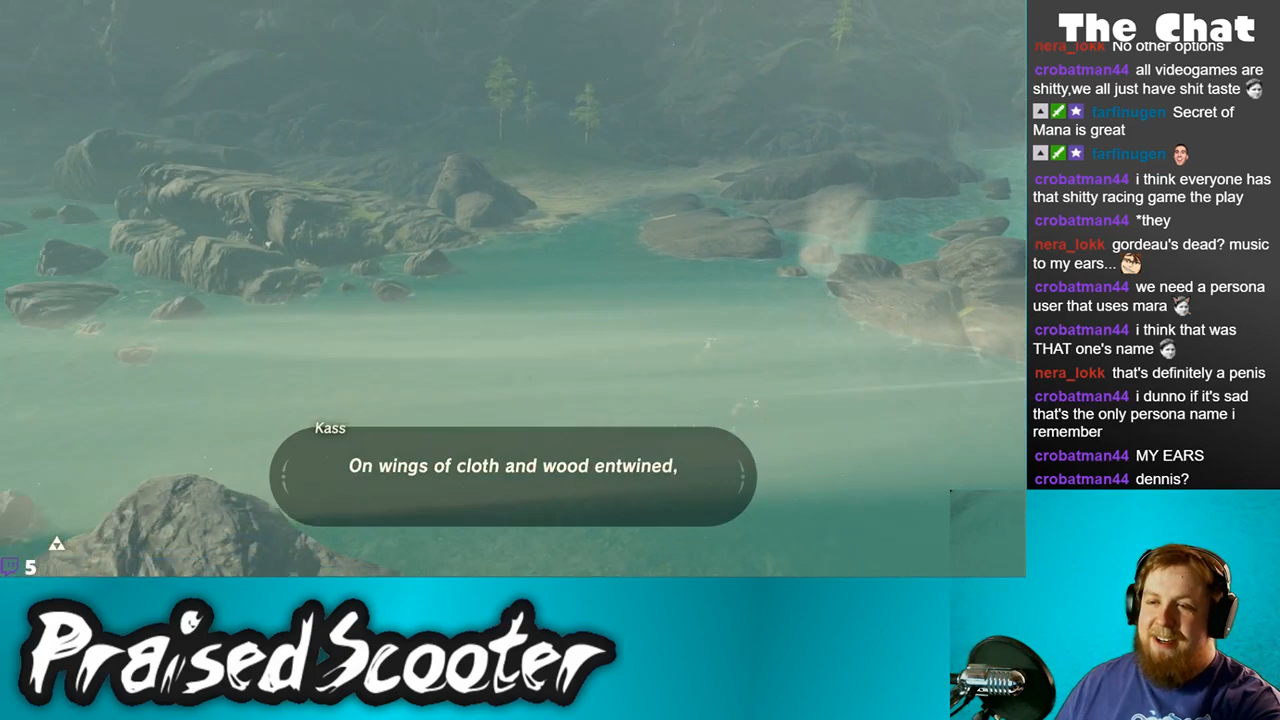 The Chat
nera_lokk No other options
crobatman44 all videogames are
shitty,we all just have shit taste
farfinugen Secret of
Mana is great
farfinugen
crobatman44 i think everyone has
that shitty racing game the play
crobatman44 *they
nera_lokk gordeau's dead? music
to my ears...
crobatman44 we need a persona
user that uses mara
crobatman44 i think that was
THAT one's name
nera_lokk that's definitely a penis
crobatman44 i dunno if it's sad
that's the only persona name i
remember
crobatman44 MY EARS
crobatman44 dennis?
Kass
On wings of cloth and wood entwined,
5
PraisedScooter